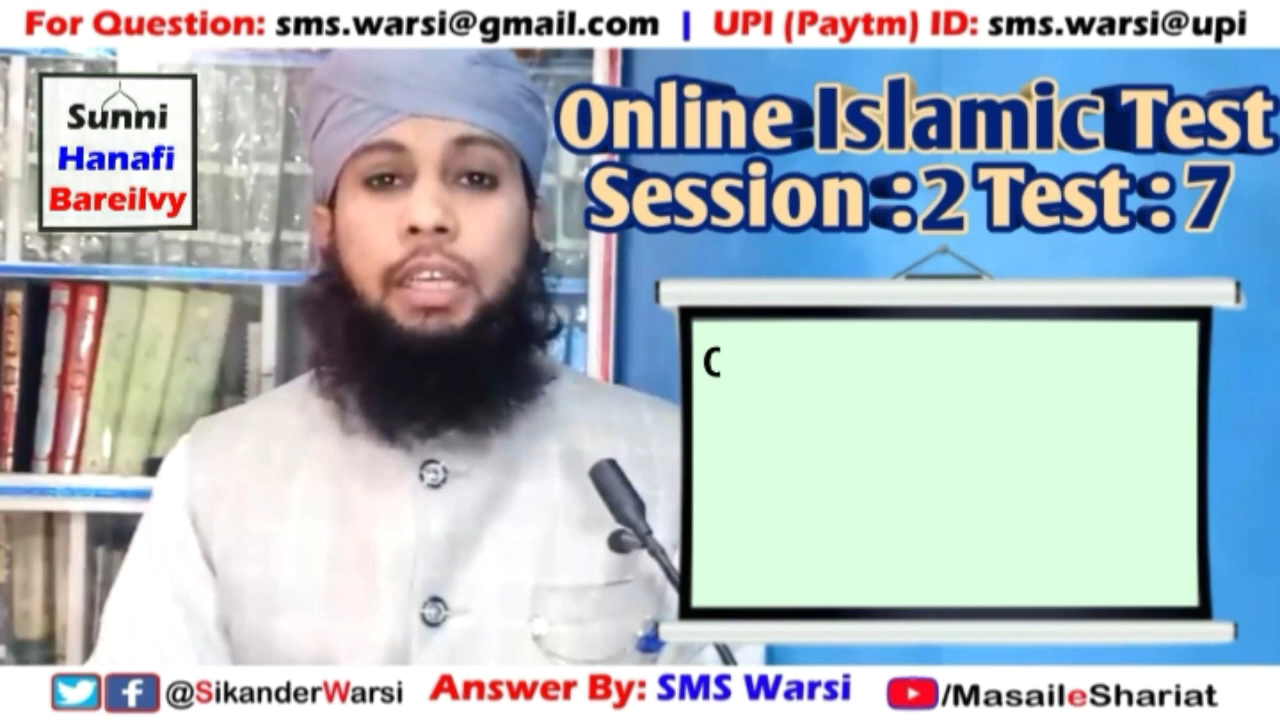 For Question: sms.warsi@gmail.com | UPI (Paytm) ID: sms.warsi@upi
Sunni
Hanafi
Bareilvy
Online Islamic Test
Session :2 Test : 7
C
@SikanderWarsi Answer By: SMS Warsi /MasaileShariat